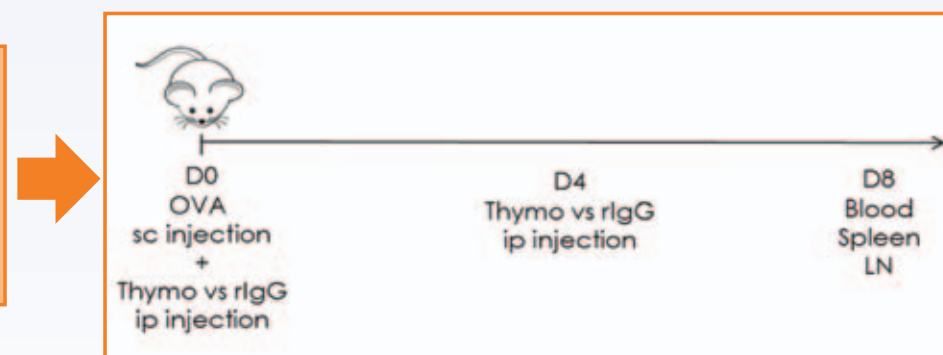 D0
OVA
sc injection
+
Thymo vs rIgG
ip injection
D4
Thymo vs rIgG
ip injection
D8
Blood
Spleen
LN